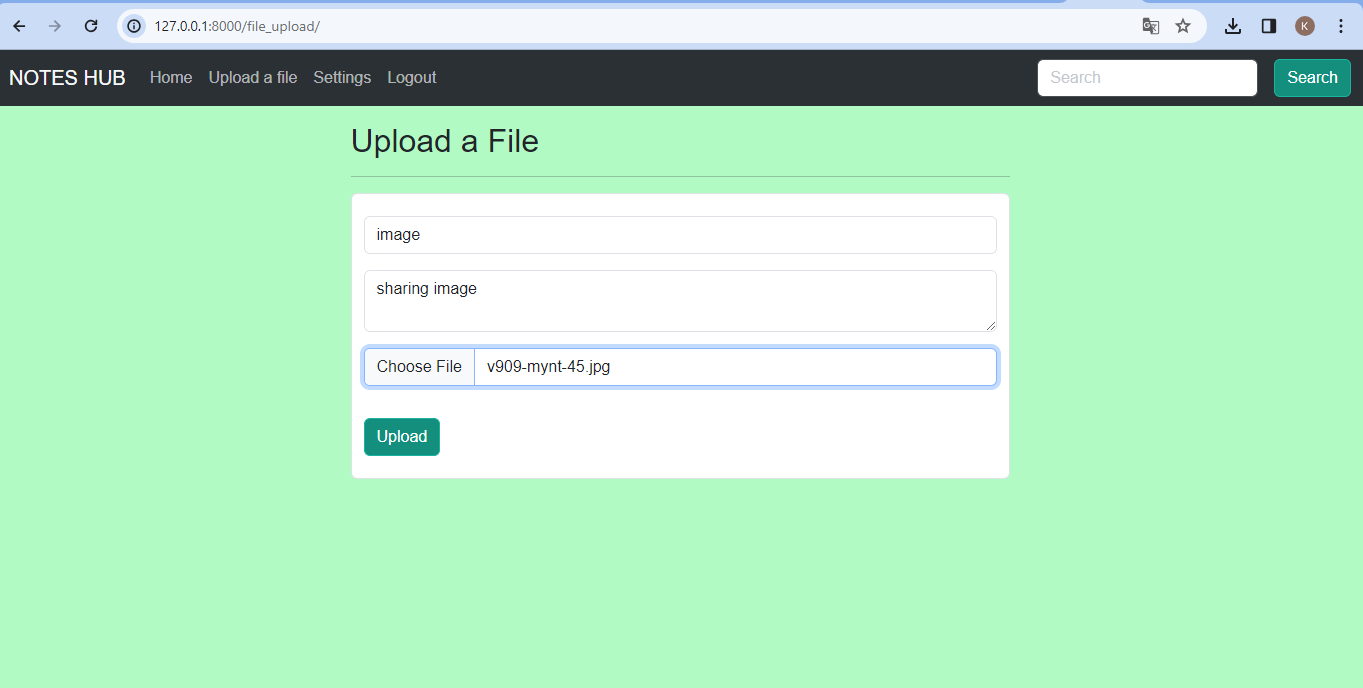 127.0.0.1:8000/file_upload/
K
NOTES HUB Home Upload a file Settings Logout Search Search
Upload a File
image
sharing image
Choose File v909-mynt-45.jpg
Upload